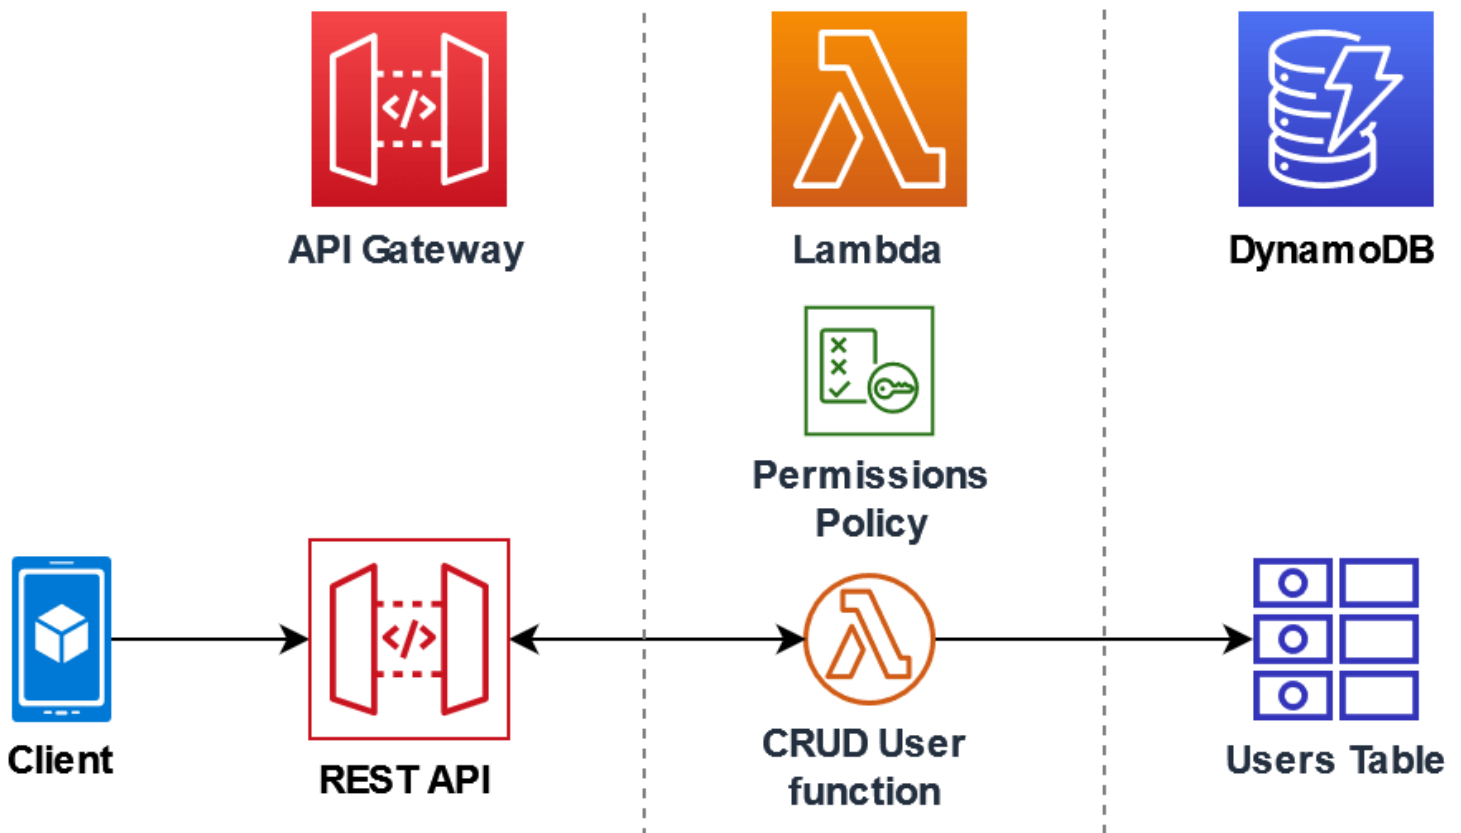 API Gateway
Lambda
DynamoDB
Permissions
Policy
Client
REST API
CRUD User
function
Users Table